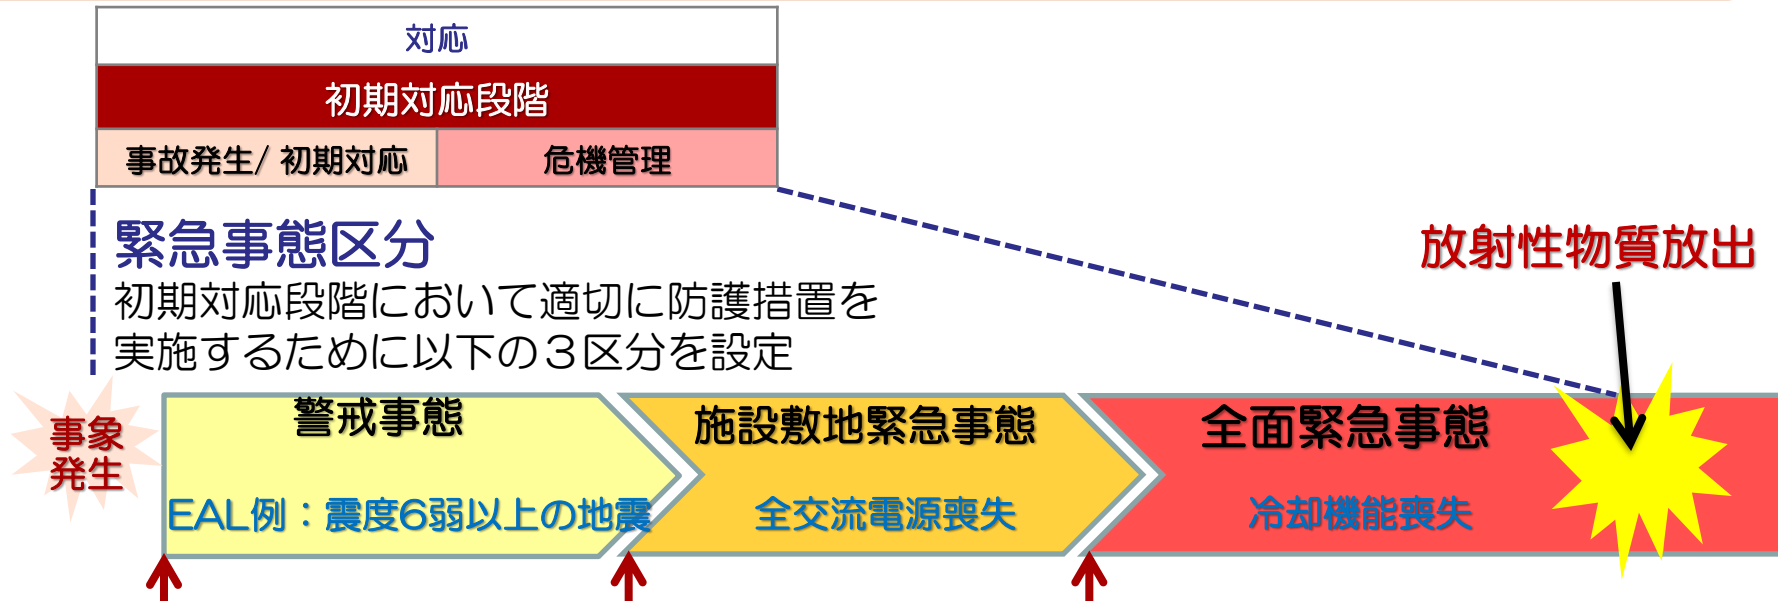 対応
初期対応段階
事故発生/ 初期対応
危機管理
緊急事態区分
初期対応段階において適切に防護措置を
実施するために以下の３区分を設定
放射性物質放出
事象
発生
警戒事態
EAL例：震度6弱以上の地震
施設敷地緊急事態
全交流電源喪失
全面緊急事態
冷却機能喪失